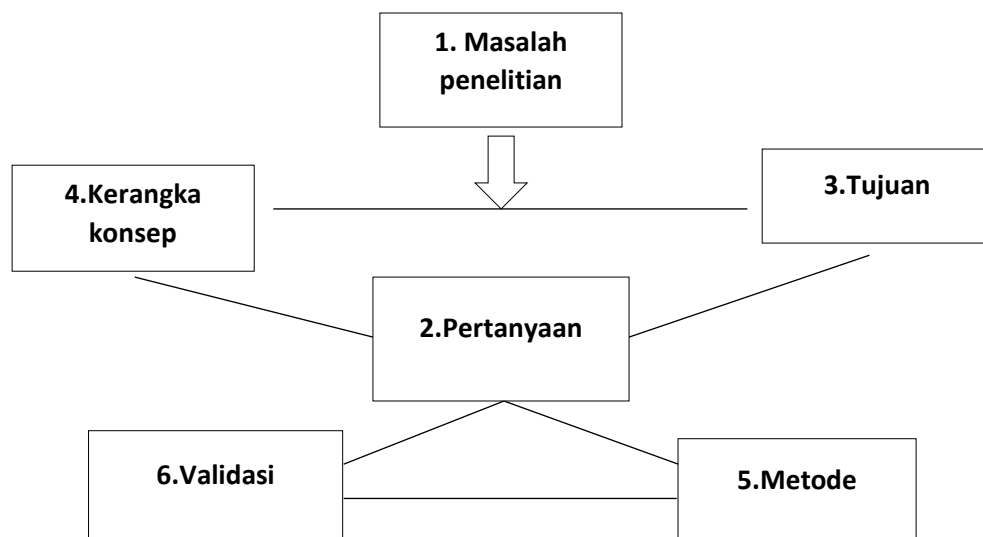 1. Masalah
penelitian
4.Kerangka
konsep
3.Tujuan
2.Pertanyaan
6.Validasi
5.Metode